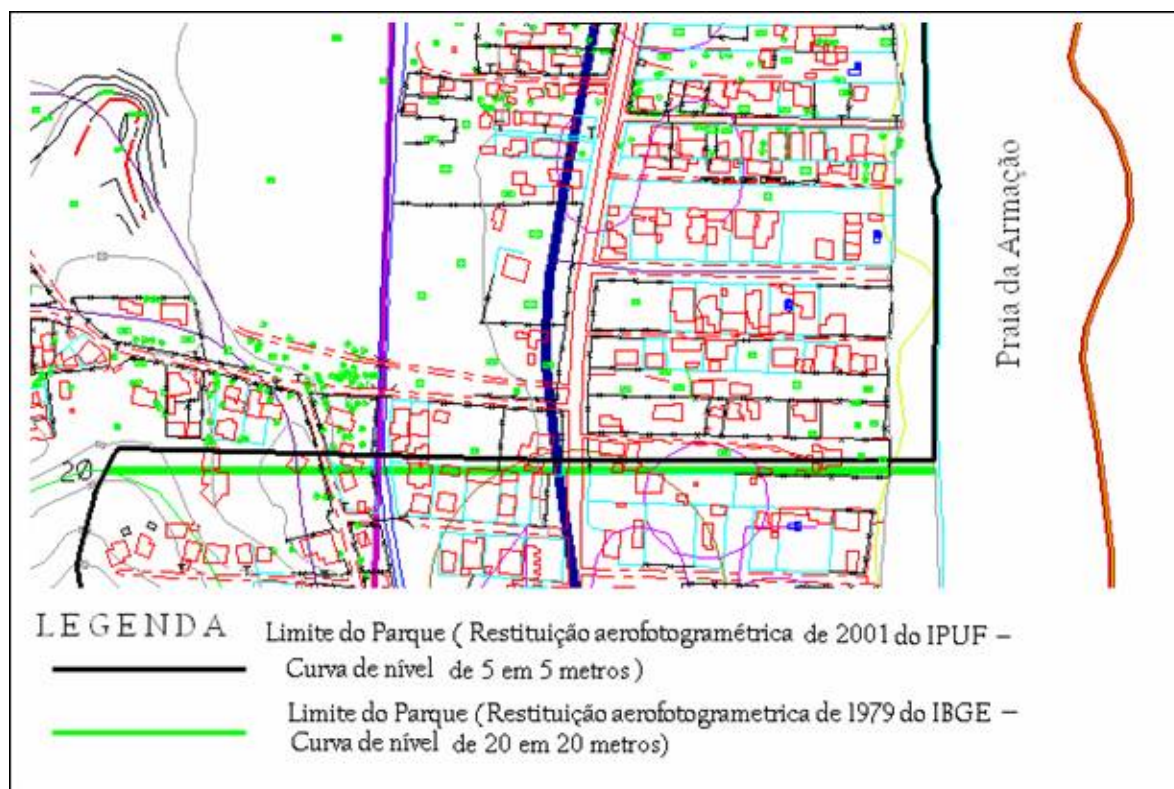 Praia da Armação
20
LEGENDA
Limite do Parque ( Restituição aerofotogramétrica de 2001 do IPUF –
Curva de nível de 5 em 5 metros )
Limite do Parque ( Restituição aerofotogrametrica de 1979 do IBGE –
Curva de nível de 20 em 20 metros)